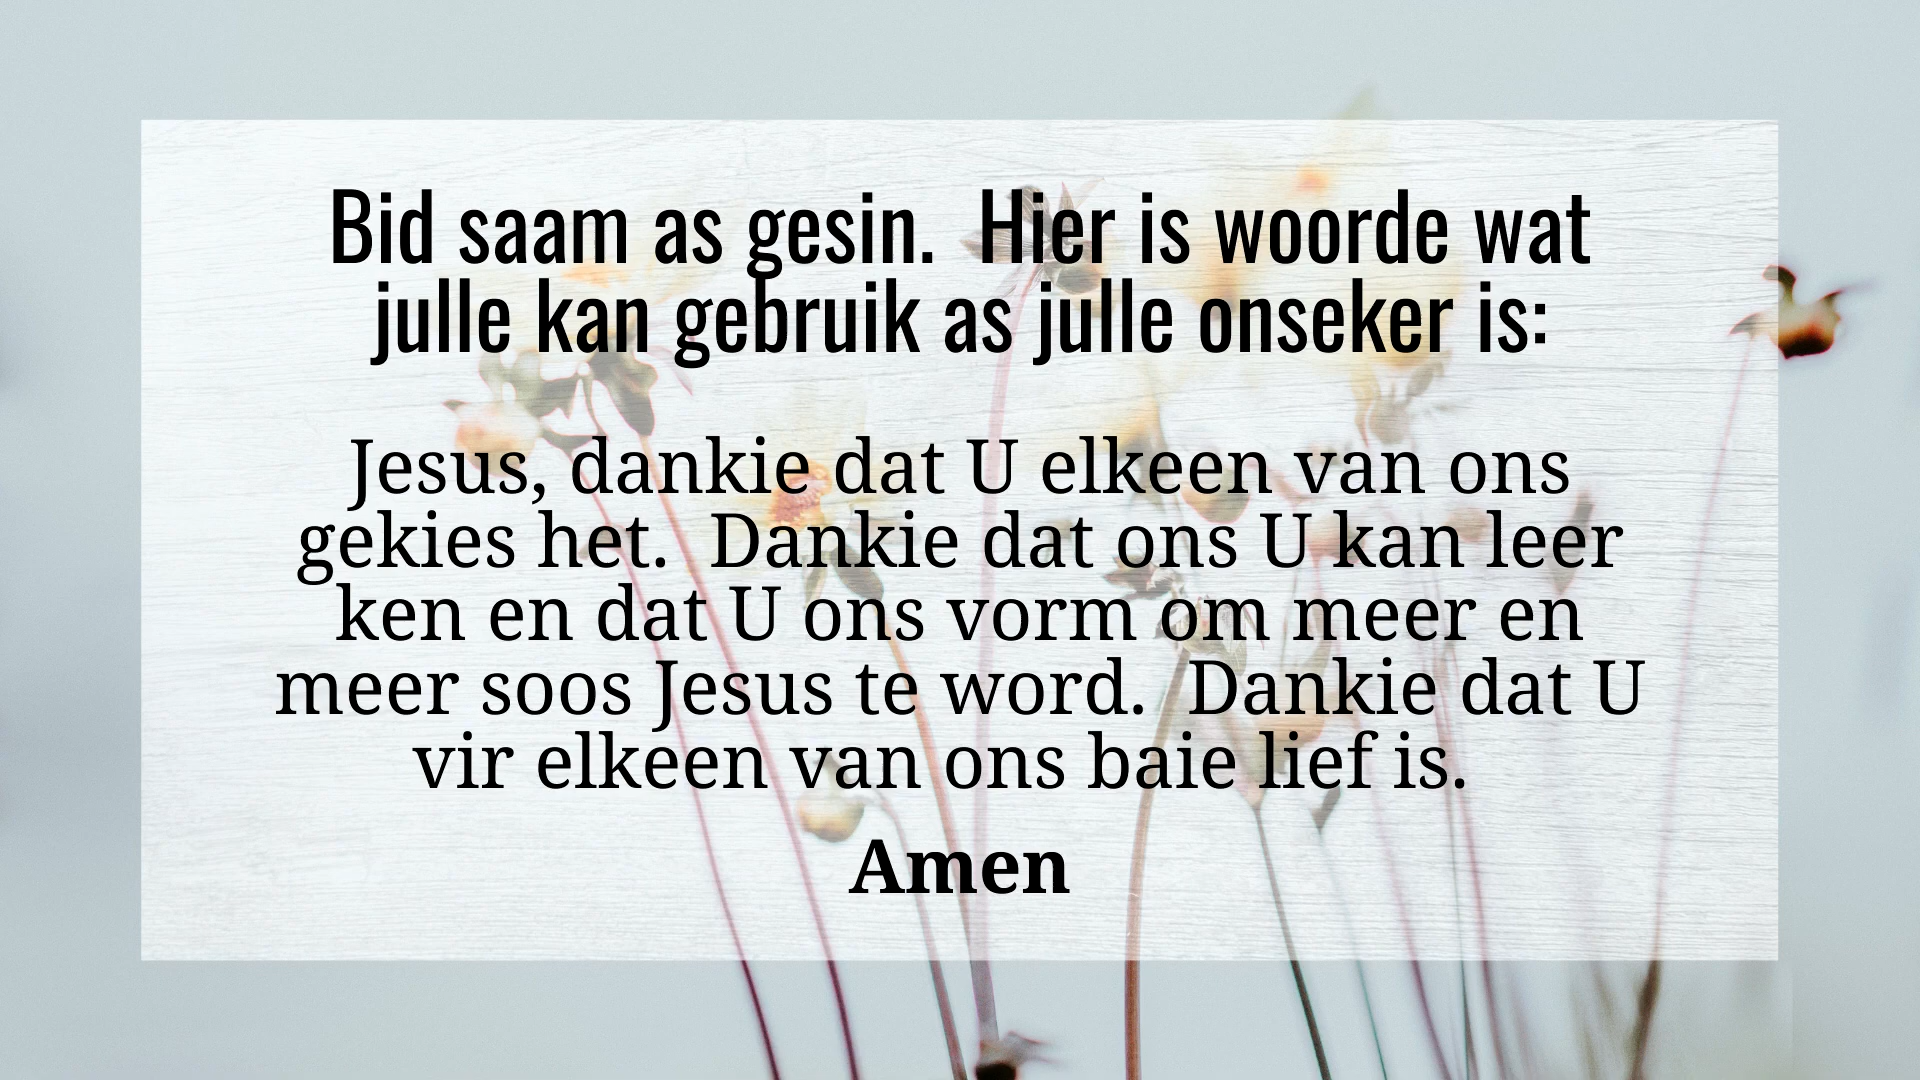 Bid saam as gesin.  Hier is woorde wat
julle kan gebruik as julle onseker is:
Jesus, dankie dat U elkeen van ons
gekies het.  Dankie dat ons U kan leer
ken en dat U ons vorm om meer en
meer soos Jesus te word.  Dankie dat U
vir elkeen van ons baie lief is.
Amen